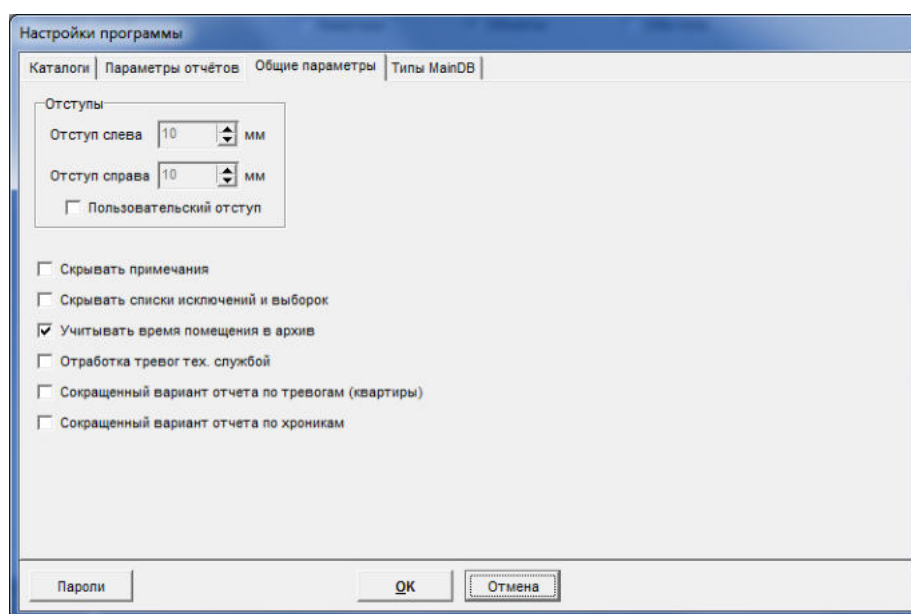 Настройки программы
Каталоги Параметры отчётов Общие параметры Типы MainDB
Отступы
Отступ слева 10 мм
Отступ справа 10 мм
Пользовательский отступ
Скрывать примечания
Скрывать списки исключений и выборок
Учитывать время помещения в архив
Отработка тревог тех. службой
Сокращенный вариант отчета по тревогам (квартиры)
Сокращенный вариант отчета по хроникам
Пароли OK Отмена